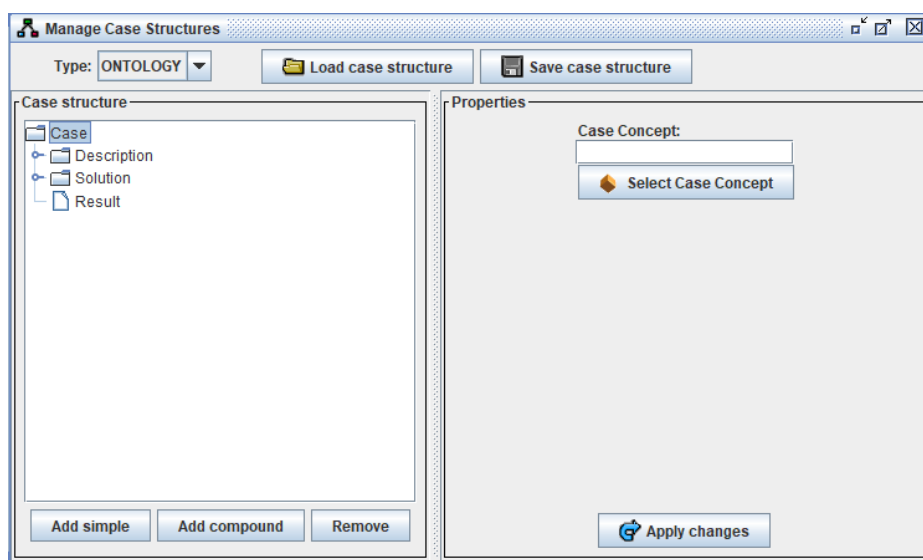 Manage Case Structures
Type: ONTOLOGY Load case structure Save case structure
Case structure
Case
Description
Solution
Result
Add simple Add compound Remove
Properties
Case Concept:
Select Case Concept
Apply changes